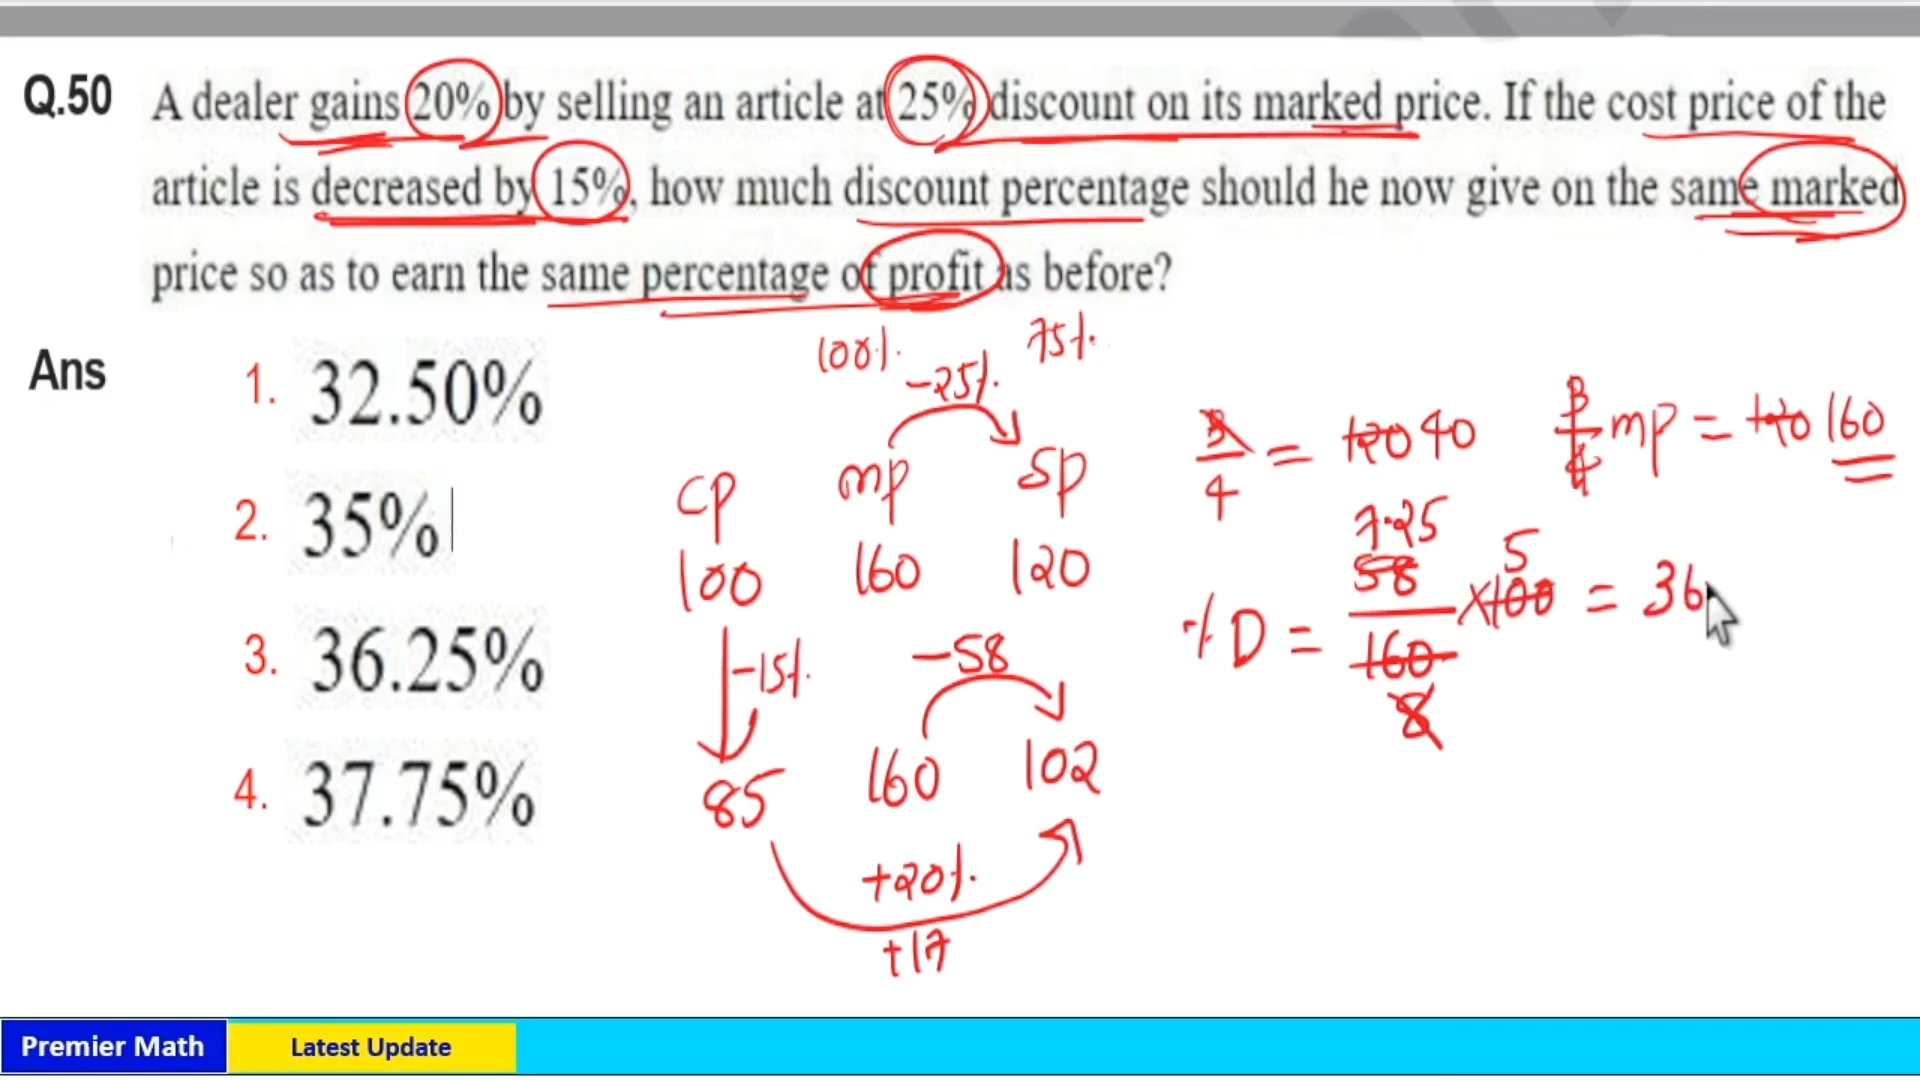 Q.50 A dealer gains 20% by selling an article at 25% discount on its marked price. If the cost price of the
article is decreased by 15%, how much discount percentage should he now give on the same marked
price so as to earn the same percentage of profit as before?
Ans
1. 32.50%
2. 35%
3. 36.25%
4. 37.75%
100% -25% 75%
CP MP SP
100 160 120
-15% -58
85 160 102
+20%
+17
3/4 = 120 40
3/4 MP = 120 160
7.25 5
%D = 58/160 ×100 = 36
8
Premier Math
Latest Update